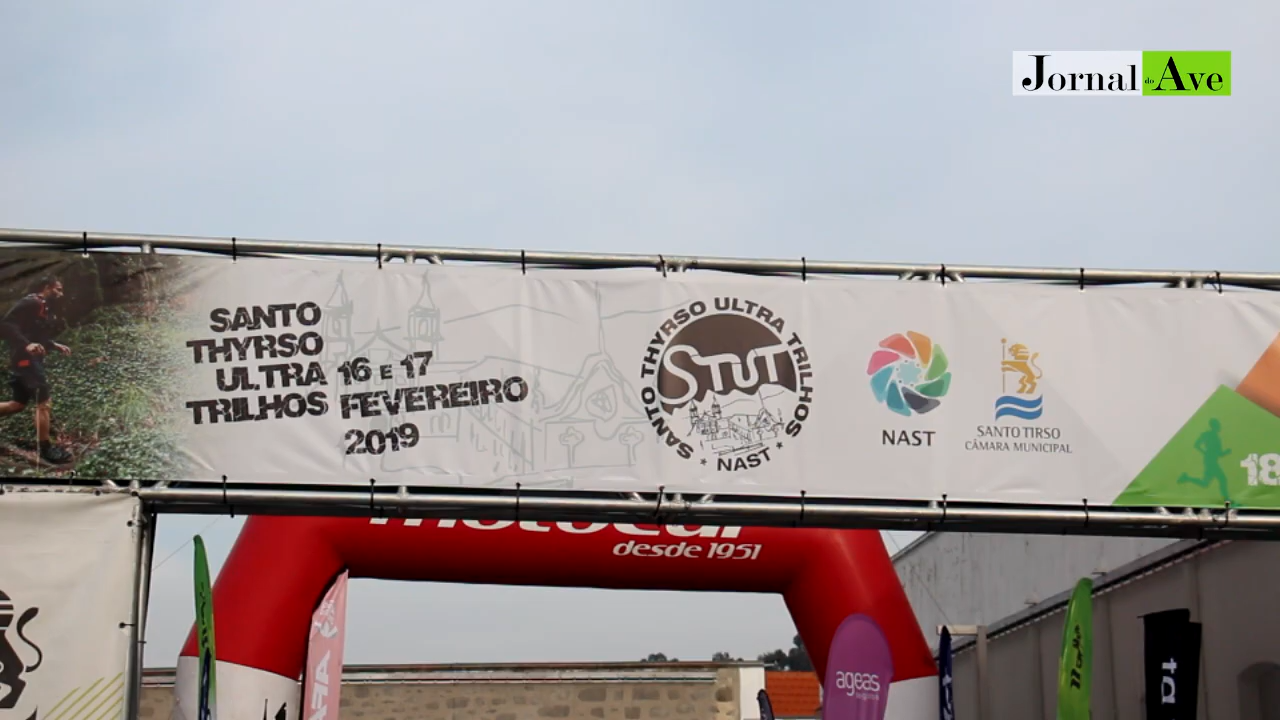 Jornal do Ave
SANTO
THYRSO
ULTRA
TRILHOS
16 E 17
FEVEREIRO
2019
SANTO THYRSO ULTRA TRILHOS
STUT
* NAST *
NAST
SANTO TIRSO
CÂMARA MUNICIPAL
18
desde 1951
ageas